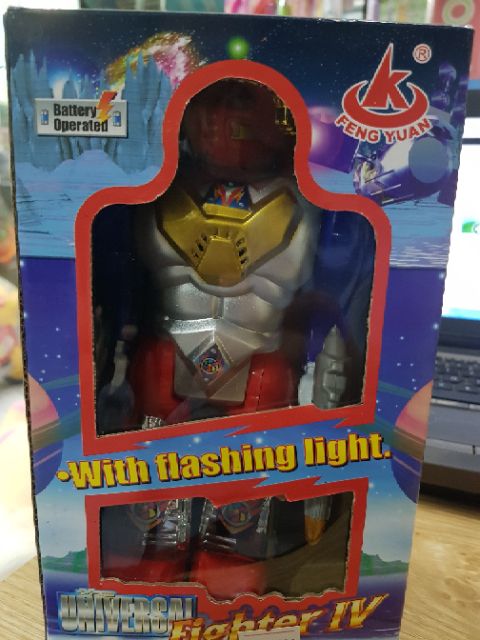 Battery
Operated
K
®
FENG YUAN
•With flashing light.
UNIVERSAL
Fighter IV